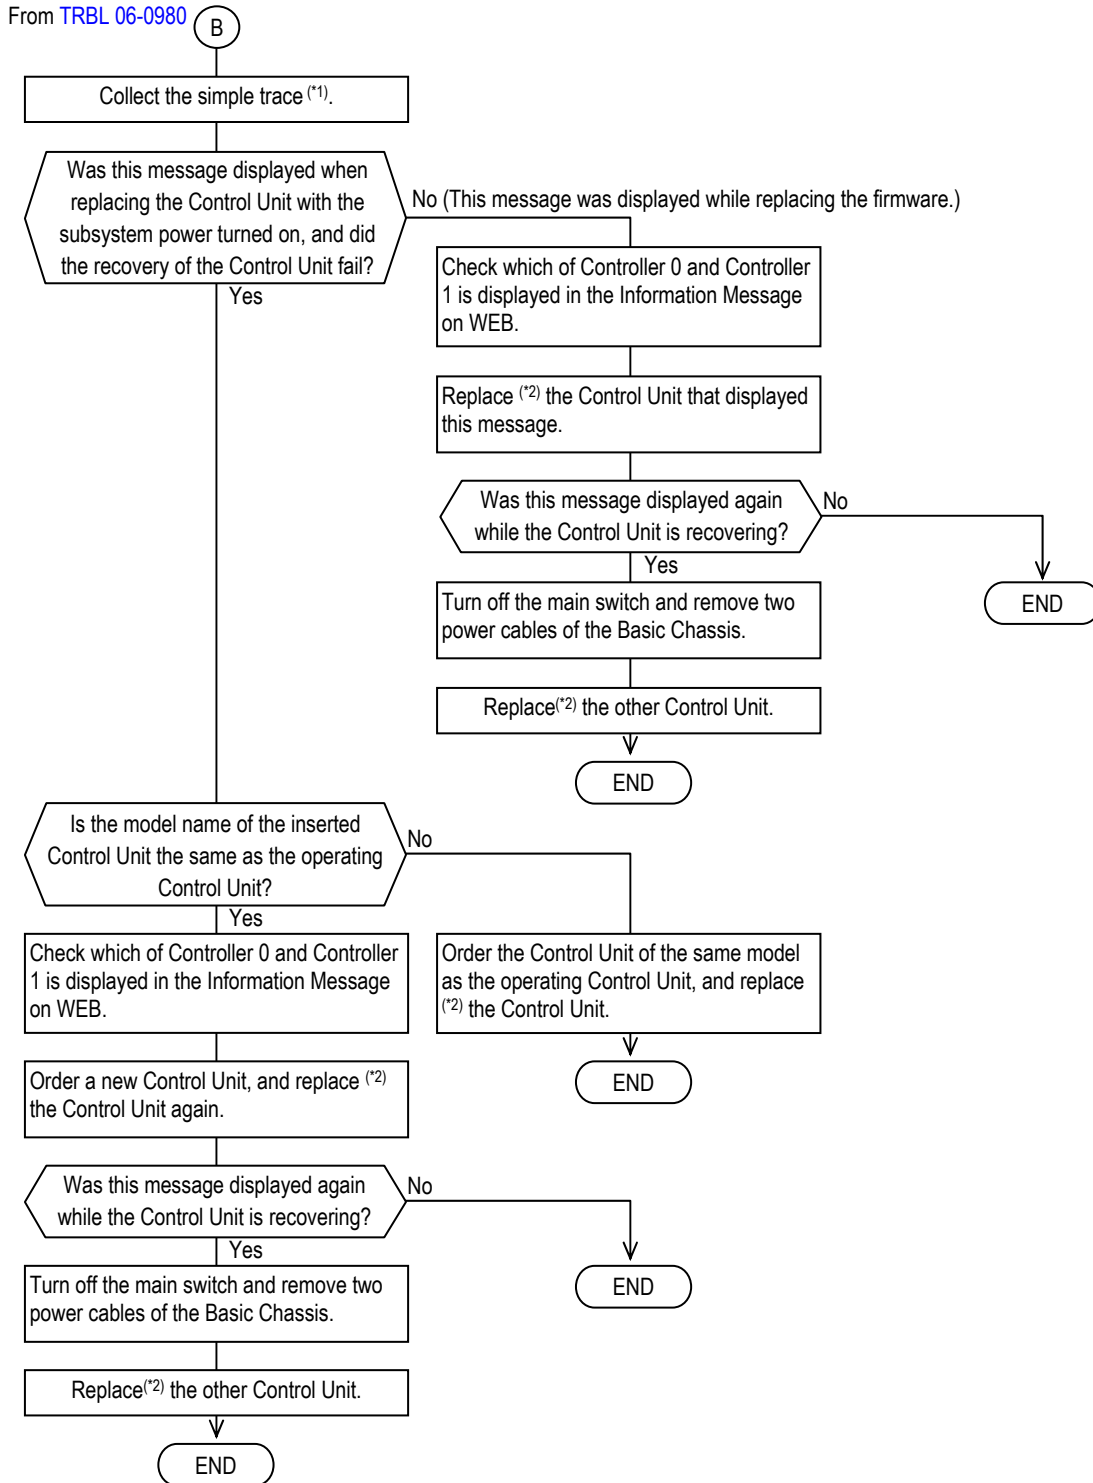 From TRBL 06-0980
B
Collect the simple trace (*1).
Was this message displayed when
replacing the Control Unit with the
subsystem power turned on, and did
the recovery of the Control Unit fail?
No (This message was displayed while replacing the firmware.)
Yes
Check which of Controller 0 and Controller
1 is displayed in the Information Message
on WEB.
Replace (*2) the Control Unit that displayed
this message.
Was this message displayed again
while the Control Unit is recovering?
No
Yes
END
Turn off the main switch and remove two
power cables of the Basic Chassis.
Replace(*2) the other Control Unit.
END
Is the model name of the inserted
Control Unit the same as the operating
Control Unit?
No
Yes
Check which of Controller 0 and Controller
1 is displayed in the Information Message
on WEB.
Order the Control Unit of the same model
as the operating Control Unit, and replace
(*2) the Control Unit.
END
Order a new Control Unit, and replace (*2)
the Control Unit again.
Was this message displayed again
while the Control Unit is recovering?
No
Yes
END
Turn off the main switch and remove two
power cables of the Basic Chassis.
Replace(*2) the other Control Unit.
END